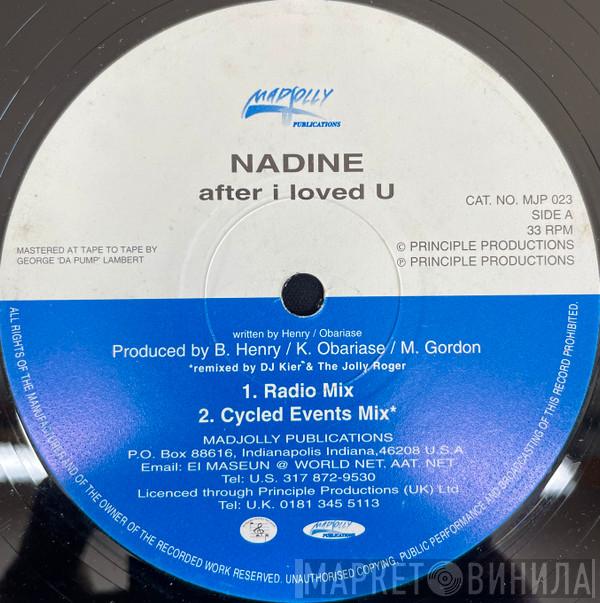 MADJOLLY
PUBLICATIONS
NADINE
after i loved U
CAT. NO. MJP 023
SIDE A
33 RPM
© PRINCIPLE PRODUCTIONS
℗ PRINCIPLE PRODUCTIONS
MASTERED AT TAPE TO TAPE BY
GEORGE 'DA PUMP' LAMBERT
written by Henry / Obariase
Produced by B. Henry / K. Obariase / M. Gordon
*remixed by DJ Kier & The Jolly Roger
1. Radio Mix
2. Cycled Events Mix*
MADJOLLY PUBLICATIONS
P.O. Box 88616, Indianapolis Indiana,46208 U.S.A
Email: EI MASEUN @ WORLD NET. AAT. NET
Tel: U.S. 317 872-9530
Licenced through Principle Productions (UK) Ltd
Tel: U.K. 0181 345 5113
MADJOLLY
PUBLICATIONS
ALL RIGHTS OF THE MANUFACTURER AND OF THE OWNER OF THE RECORDED WORK RESERVED. UNAUTHORISED COPYING, PUBLIC PERFORMANCE AND BROADCASTING OF THIS RECORD PROHIBITED.
МАРКЕТ ВИНИЛА